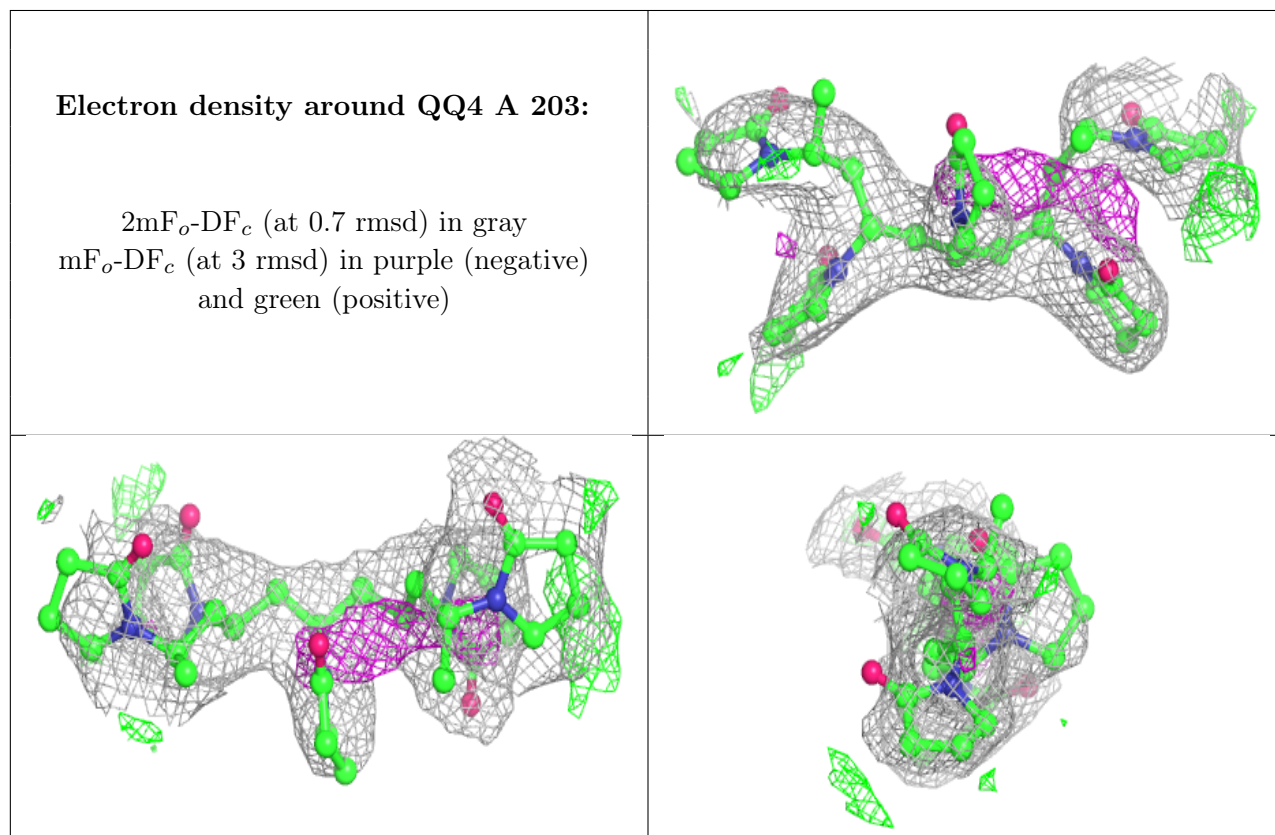 Electron density around QQ4 A 203:
2mFₒ-DF𝒸 (at 0.7 rmsd) in gray
mFₒ-DF𝒸 (at 3 rmsd) in purple (negative)
and green (positive)